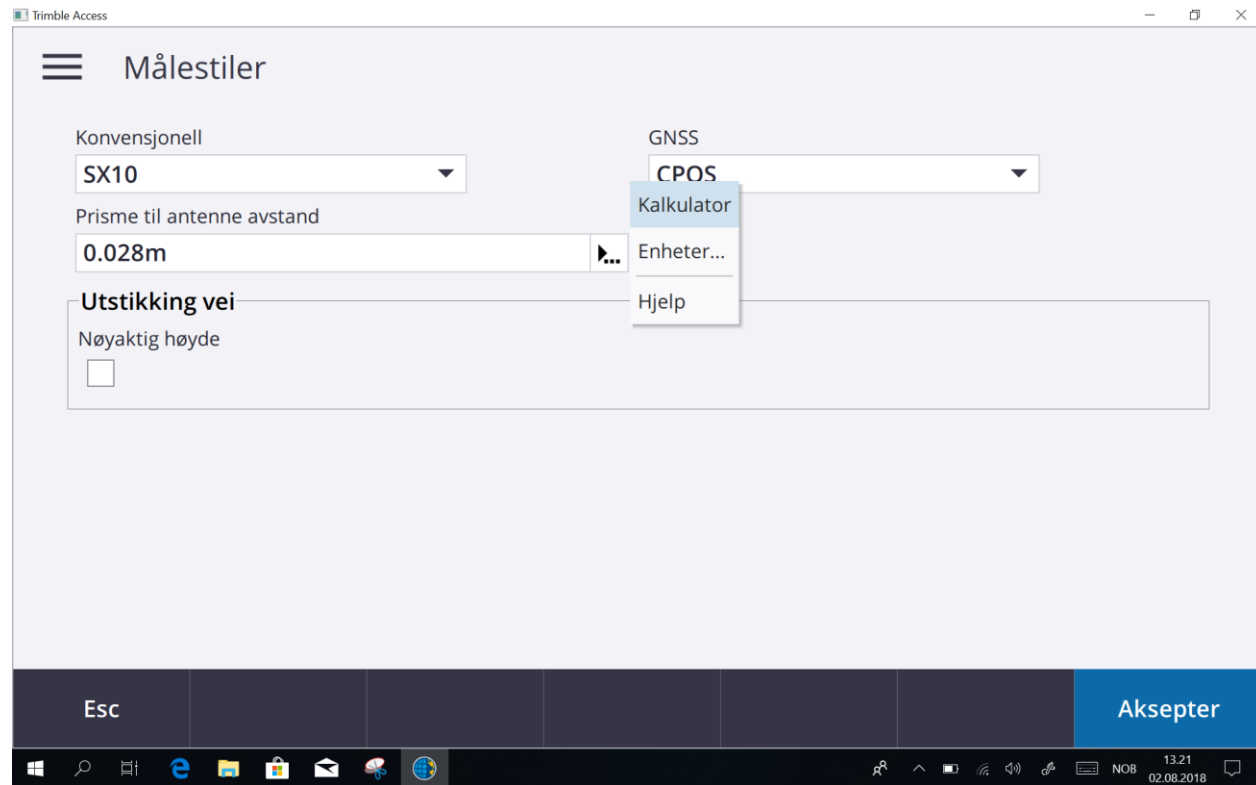 Trimble Access
Målestiler
Konvensjonell
GNSS
SX10
CPOS
Prisme til antenne avstand
0.028m
Kalkulator
Enheter...
Hjelp
Utstikking vei
Nøyaktig høyde
Esc
Aksepter
NOB
13.21
02.08.2018